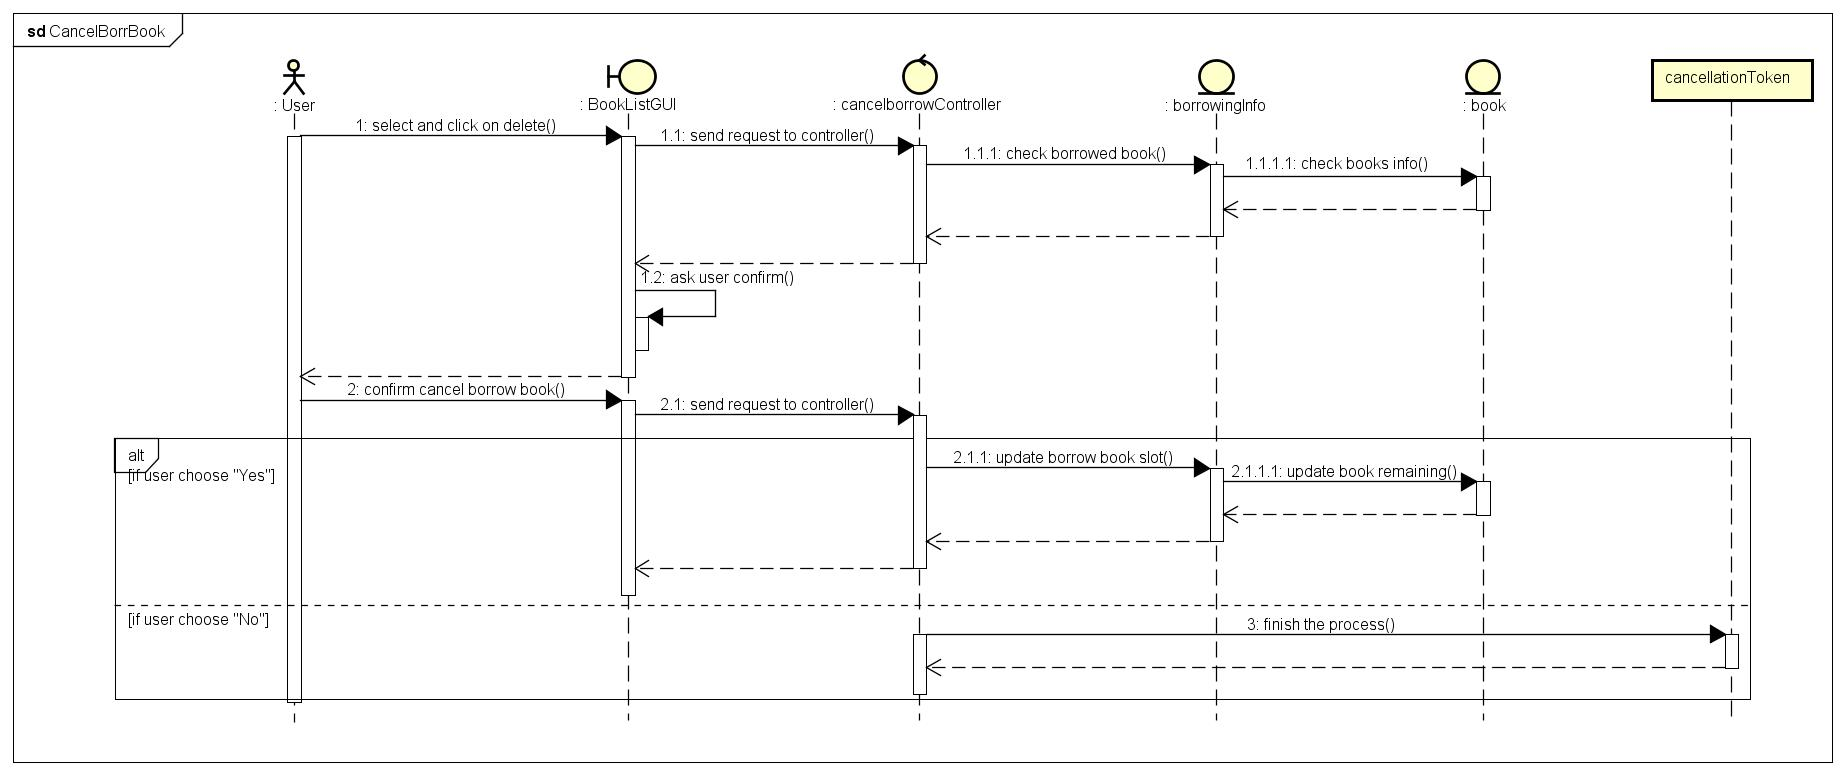 sd CancelBorrBook
: User
: BookListGUI
: cancelborrowController
: borrowingInfo
: book
cancellationToken
1: select and click on delete()
1.1: send request to controller()
1.1.1: check borrowed book()
1.1.1.1: check books info()
1.2: ask user confirm()
2: confirm cancel borrow book()
2.1: send request to controller()
alt
[if user choose "Yes"]
2.1.1: update borrow book slot()
2.1.1.1: update book remaining()
[if user choose "No"]
3: finish the process()